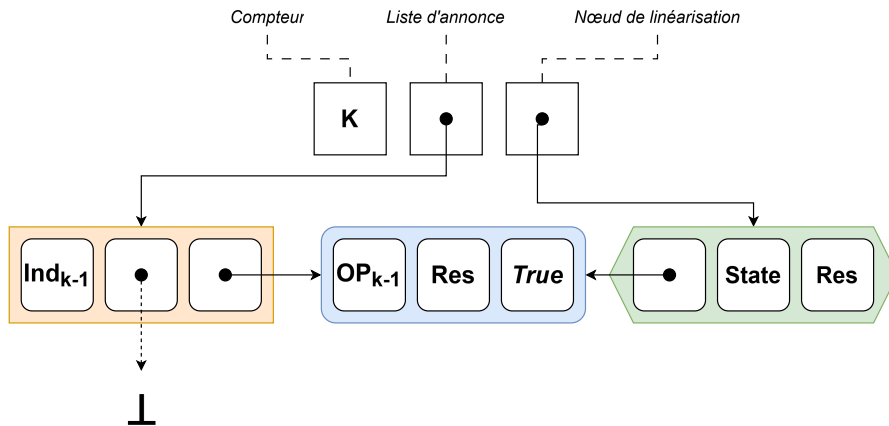 Compteur
Liste d'annonce
Nœud de linéarisation
K
Ind k-1
OP k-1
Res
True
State
Res
⊥